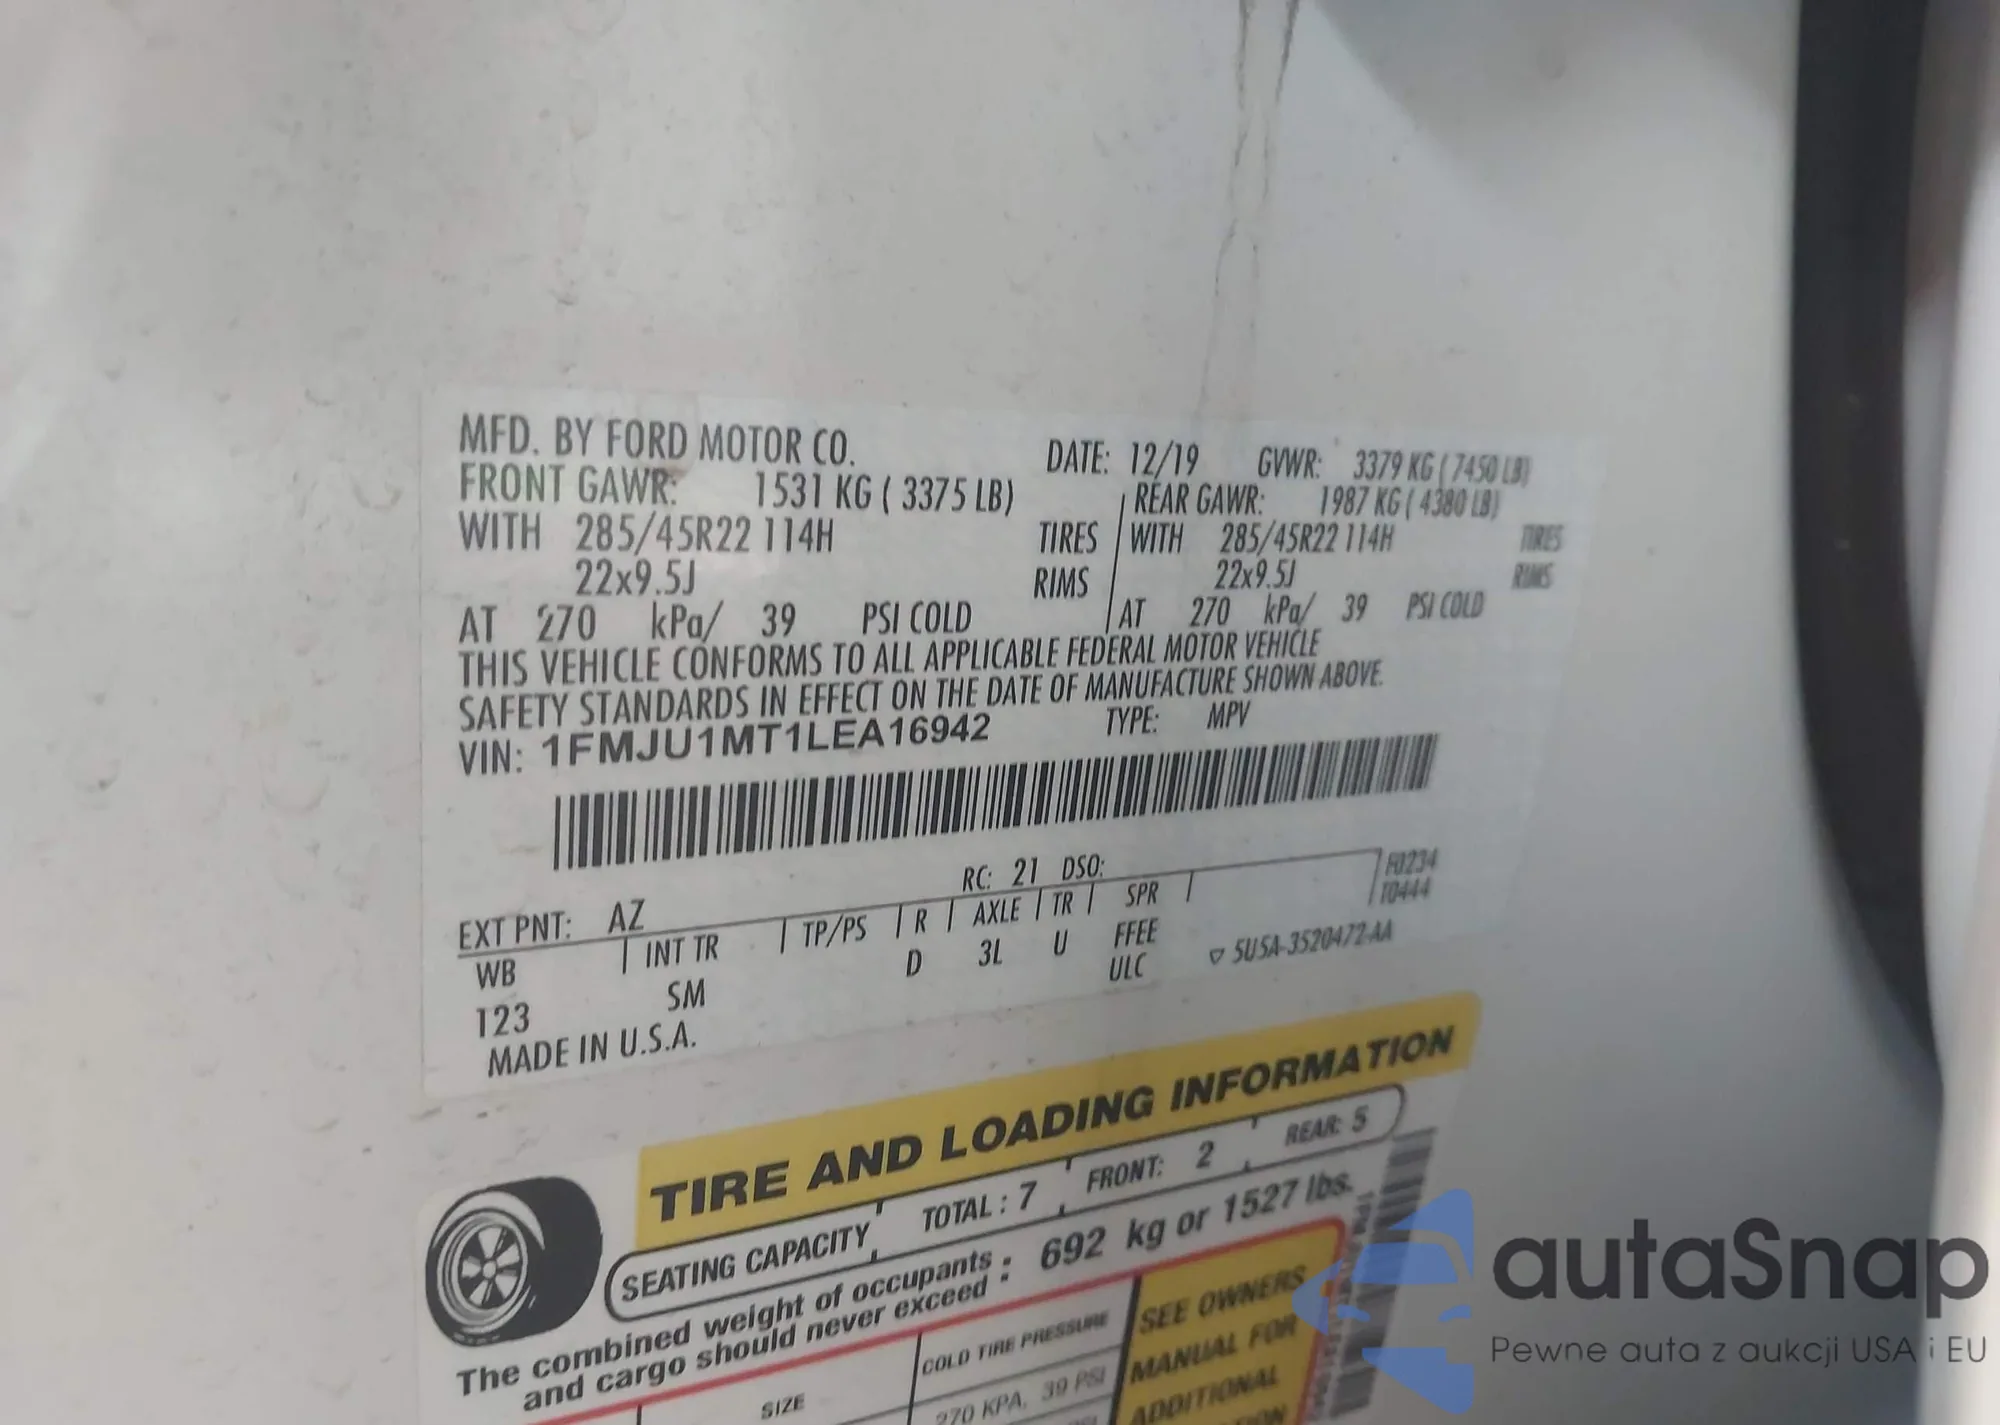 MFD. BY FORD MOTOR CO.
DATE: 12/19 GVWR: 3379 KG ( 7450 LB)
FRONT GAWR: 1531 KG ( 3375 LB)
REAR GAWR: 1987 KG ( 4380 LB)
WITH 285/45R22 114H TIRES
WITH 285/45R22 114H TIRES
22x9.5J RIMS
22x9.5J RIMS
AT 270 kPa/ 39 PSI COLD
AT 270 kPa/ 39 PSI COLD
THIS VEHICLE CONFORMS TO ALL APPLICABLE FEDERAL MOTOR VEHICLE
SAFETY STANDARDS IN EFFECT ON THE DATE OF MANUFACTURE SHOWN ABOVE.
VIN: 1FMJU1MT1LEA16942 TYPE: MPV
RC: 21 DSO:
F0234
T0444
EXT PNT: AZ
WB INT TR TP/PS R AXLE TR SPR
123 SM D 3L U FFEE
ULC
5U5A-3520472-AA
MADE IN U.S.A.
TIRE AND LOADING INFORMATION
SEATING CAPACITY TOTAL : 7 FRONT: 2 REAR: 5
The combined weight of occupants
and cargo should never exceed : 692 kg or 1527 lbs.
SIZE
COLD TIRE PRESSURE
270 KPA, 39 PSI
SEE OWNERS
MANUAL FOR
ADDITIONAL
autaSnap
Pewne auta z aukcji USA i EU